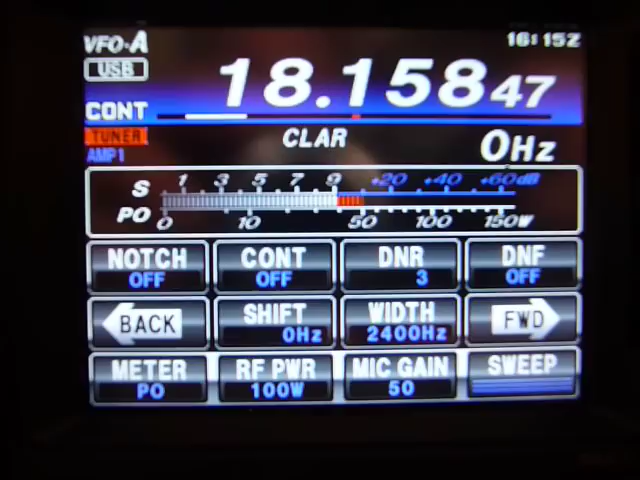 VFO-A 16:15Z
USB 18.158 47
CONT
TUNER CLAR 0Hz
AMP1
S 1 3 5 7 9 +20 +40 +60dB
PO 0 10 50 100 150W
NOTCH CONT DNR DNF
OFF OFF 3 OFF
BACK SHIFT WIDTH FWD
0Hz 2400Hz
METER RF PWR MIC GAIN SWEEP
PO 100W 50